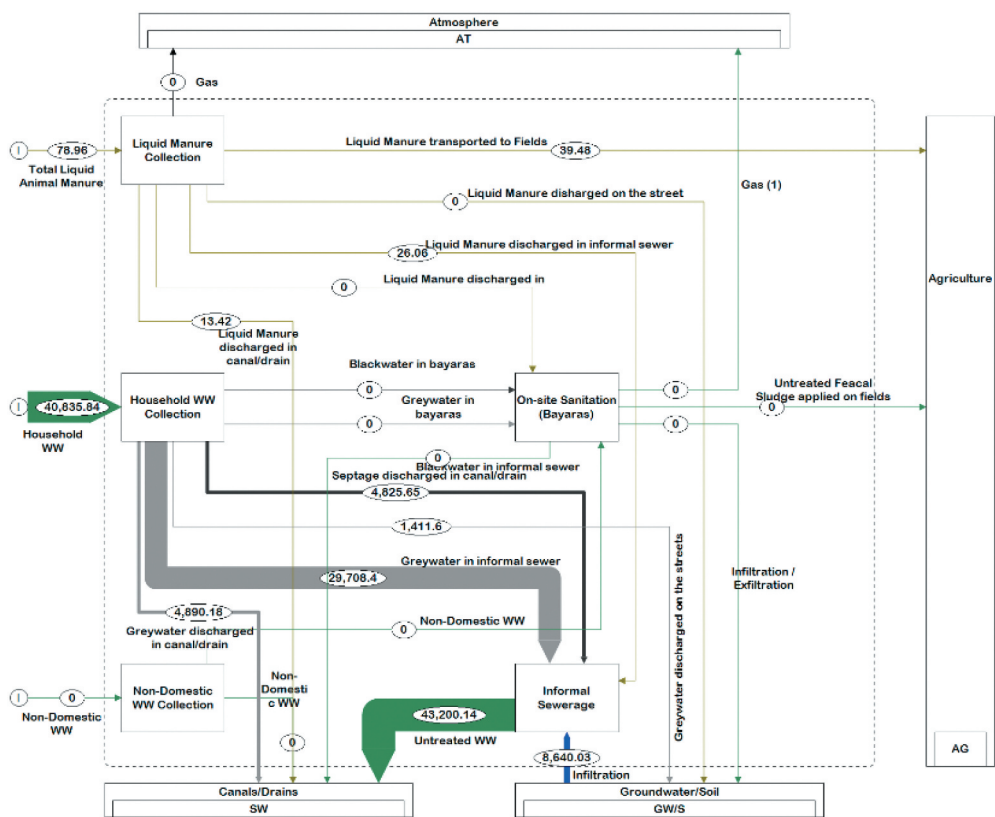 Atmosphere
AT
0
Gas
I
78.96
Total Liquid
Animal Manure
Liquid Manure
Collection
Liquid Manure transported to Fields
39.48
Gas (1)
Liquid Manure disharged on the street
0
Liquid Manure discharged in informal sewer
26.06
Liquid Manure discharged in
0
Agriculture
13.42
Liquid Manure
discharged in
canal/drain
Blackwater in bayaras
0
I
40,835.84
Household
WW
Household WW
Collection
Greywater in
bayaras
0
On-site Sanitation
(Bayaras)
0
Untreated Feacal
Sludge applied on fields
0
0
0
Blackwater in informal sewer
Septage discharged in canal/drain
4,825.65
1,411.6
Greywater in informal sewer
29,708.4
Infiltration /
Exfiltration
Greywater discharged on the streets
4,890.18
Greywater discharged
in canal/drain
0
Non-Domestic WW
I
0
Non-Domestic
WW
Non-Domestic
WW Collection
Non-
Domesti
c WW
0
Informal
Sewerage
43,200.14
Untreated WW
8,640.03
Infiltration
AG
Canals/Drains
SW
Groundwater/Soil
GW/S